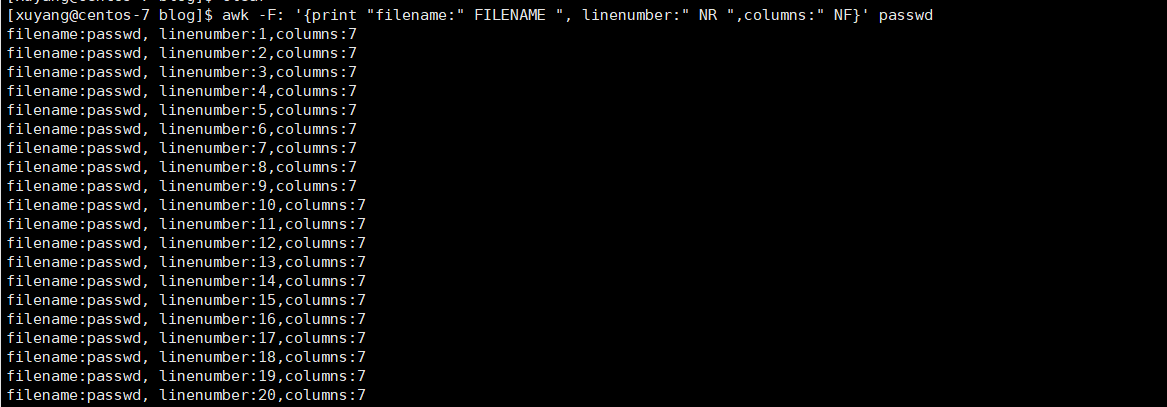 [xuyang@centos-7 blog]$ awk -F: '{print "filename:" FILENAME ", linenumber:" NR ",columns:" NF}' passwd
filename:passwd, linenumber:1,columns:7
filename:passwd, linenumber:2,columns:7
filename:passwd, linenumber:3,columns:7
filename:passwd, linenumber:4,columns:7
filename:passwd, linenumber:5,columns:7
filename:passwd, linenumber:6,columns:7
filename:passwd, linenumber:7,columns:7
filename:passwd, linenumber:8,columns:7
filename:passwd, linenumber:9,columns:7
filename:passwd, linenumber:10,columns:7
filename:passwd, linenumber:11,columns:7
filename:passwd, linenumber:12,columns:7
filename:passwd, linenumber:13,columns:7
filename:passwd, linenumber:14,columns:7
filename:passwd, linenumber:15,columns:7
filename:passwd, linenumber:16,columns:7
filename:passwd, linenumber:17,columns:7
filename:passwd, linenumber:18,columns:7
filename:passwd, linenumber:19,columns:7
filename:passwd, linenumber:20,columns:7